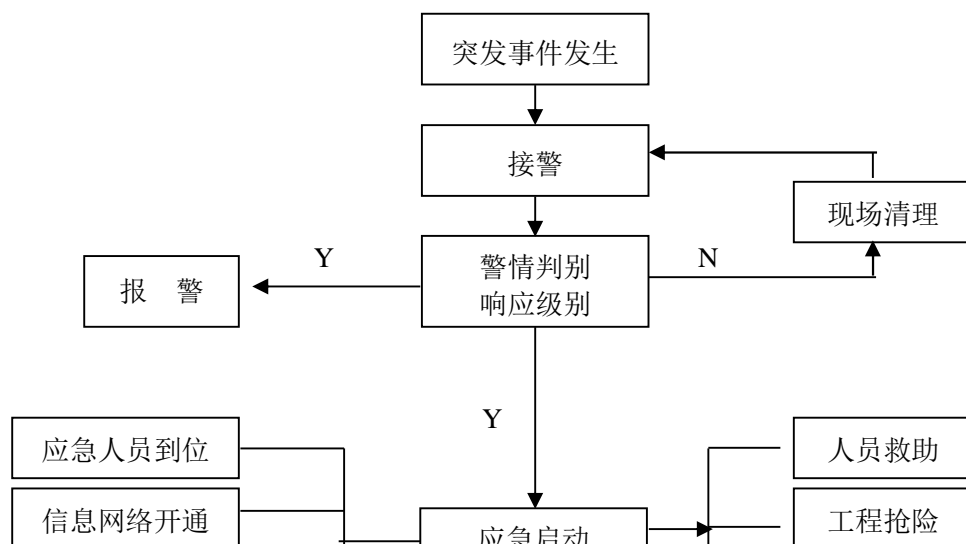 突发事件发生
接警
现场清理
Y
N
警情判别
响应级别
报 警
Y
应急人员到位
人员救助
信息网络开通
工程抢险
应急启动